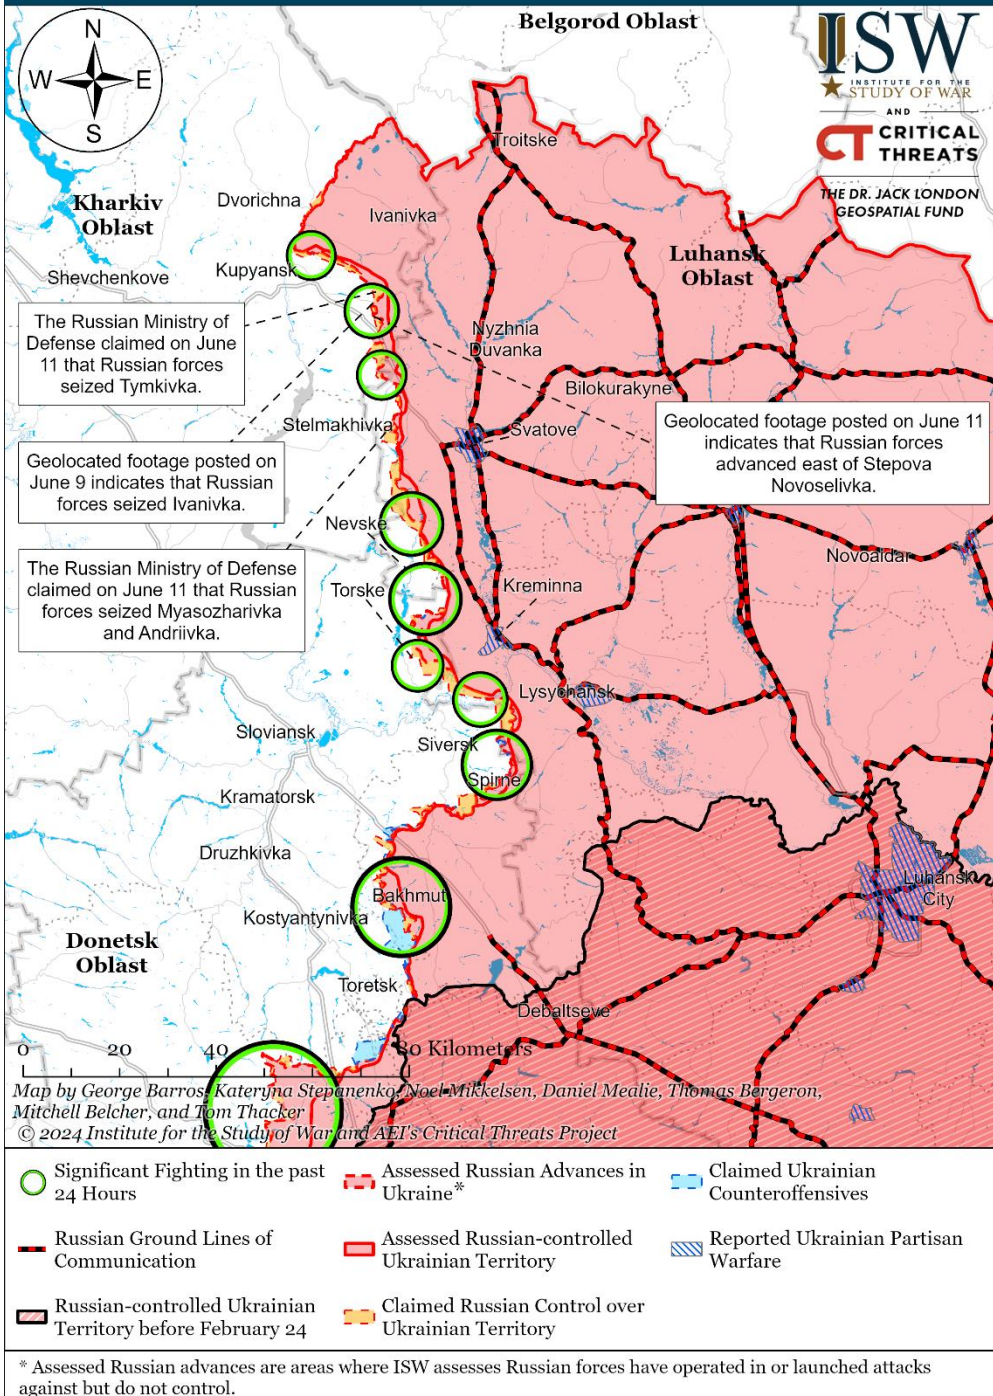 Belgorod Oblast
ISW
INSTITUTE FOR THE
STUDY OF WAR
AND
CT CRITICAL
THREATS
THE DR. JACK LONDON
GEOSPATIAL FUND
N
W E
S
Troitske
Kharkiv
Oblast
Dvorichna
Ivanivka
Luhansk
Oblast
Shevchenkove
Kupyansk
The Russian Ministry of
Defense claimed on June
11 that Russian forces
seized Tymkivka.
Nyzhnia
Duvanka
Bilokurakyne
Stelmakhivka
Svatove
Geolocated footage posted on June 11
indicates that Russian forces
advanced east of Stepova
Novoselivka.
Geolocated footage posted on
June 9 indicates that Russian
forces seized Ivanivka.
Nevske
Novoaidar
The Russian Ministry of Defense
claimed on June 11 that Russian
forces seized Myasozharivka
and Andriivka.
Torske
Kreminna
Lysychansk
Sloviansk
Siversk
Spirne
Kramatorsk
Druzhkivka
Luhansk
City
Bakhmut
Kostyantynivka
Donetsk
Oblast
Toretsk
Debaltseve
0 20 40 80 Kilometers
Map by George Barros, Kateryna Stepanenko, Noel Mikkelsen, Daniel Mealie, Thomas Bergeron,
Mitchell Belcher, and Tom Thacker
© 2024 Institute for the Study of War and AEI's Critical Threats Project
Significant Fighting in the past
24 Hours
Assessed Russian Advances in
Ukraine*
Claimed Ukrainian
Counteroffensives
Russian Ground Lines of
Communication
Assessed Russian-controlled
Ukrainian Territory
Reported Ukrainian Partisan
Warfare
Russian-controlled Ukrainian
Territory before February 24
Claimed Russian Control over
Ukrainian Territory
* Assessed Russian advances are areas where ISW assesses Russian forces have operated in or launched attacks
against but do not control.